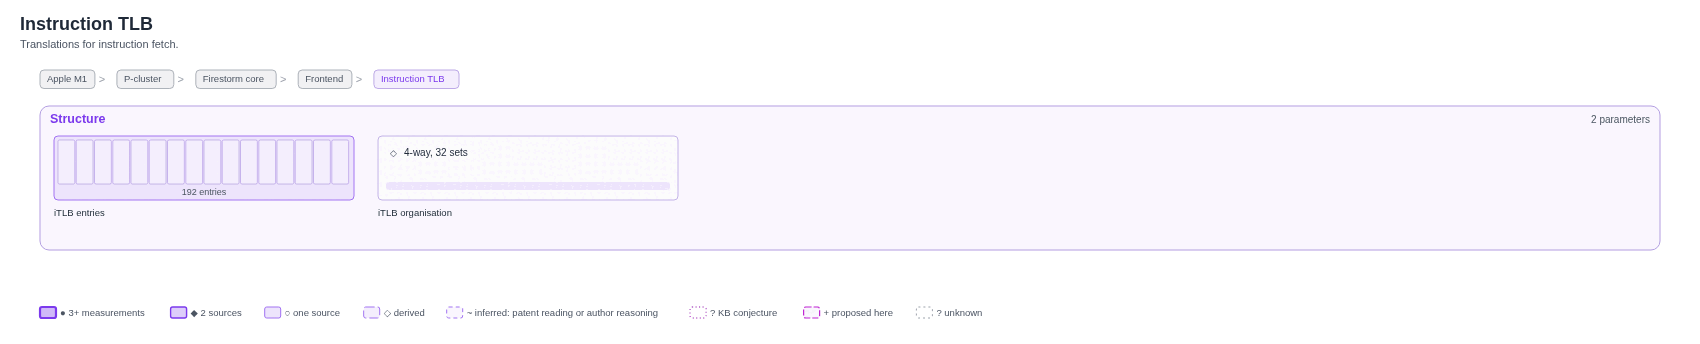 Instruction TLB
Translations for instruction fetch.
Apple M1 > P-cluster > Firestorm core > Frontend > Instruction TLB
Structure 2 parameters
◇ 4-way, 32 sets
192 entries
iTLB entries iTLB organisation
● 3+ measurements ◆ 2 sources ○ one source ◇ derived ~ inferred: patent reading or author reasoning ? KB conjecture + proposed here ? unknown